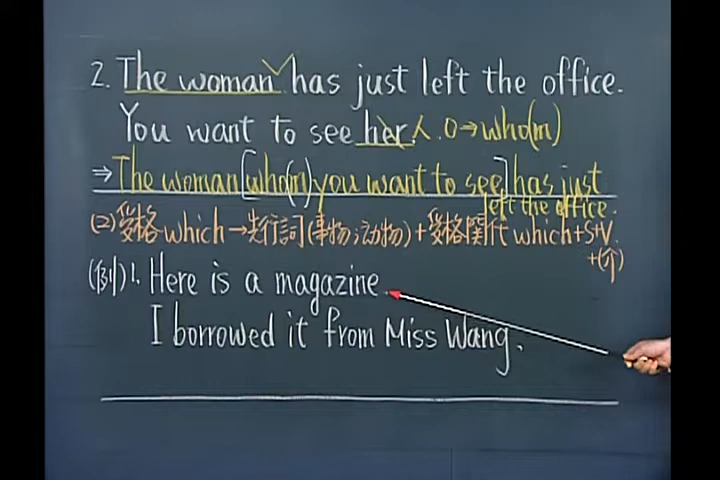 2. The woman has just left the office.
You want to see her. 人. O→who(m)
⇒ The woman [who(m) you want to see] has just
left the office.
(2) 受格 which → 先行詞 (事物; 动物) + 受格関代 which + S + V.
+(介)
(例) 1. Here is a magazine.
I borrowed it from Miss Wang.